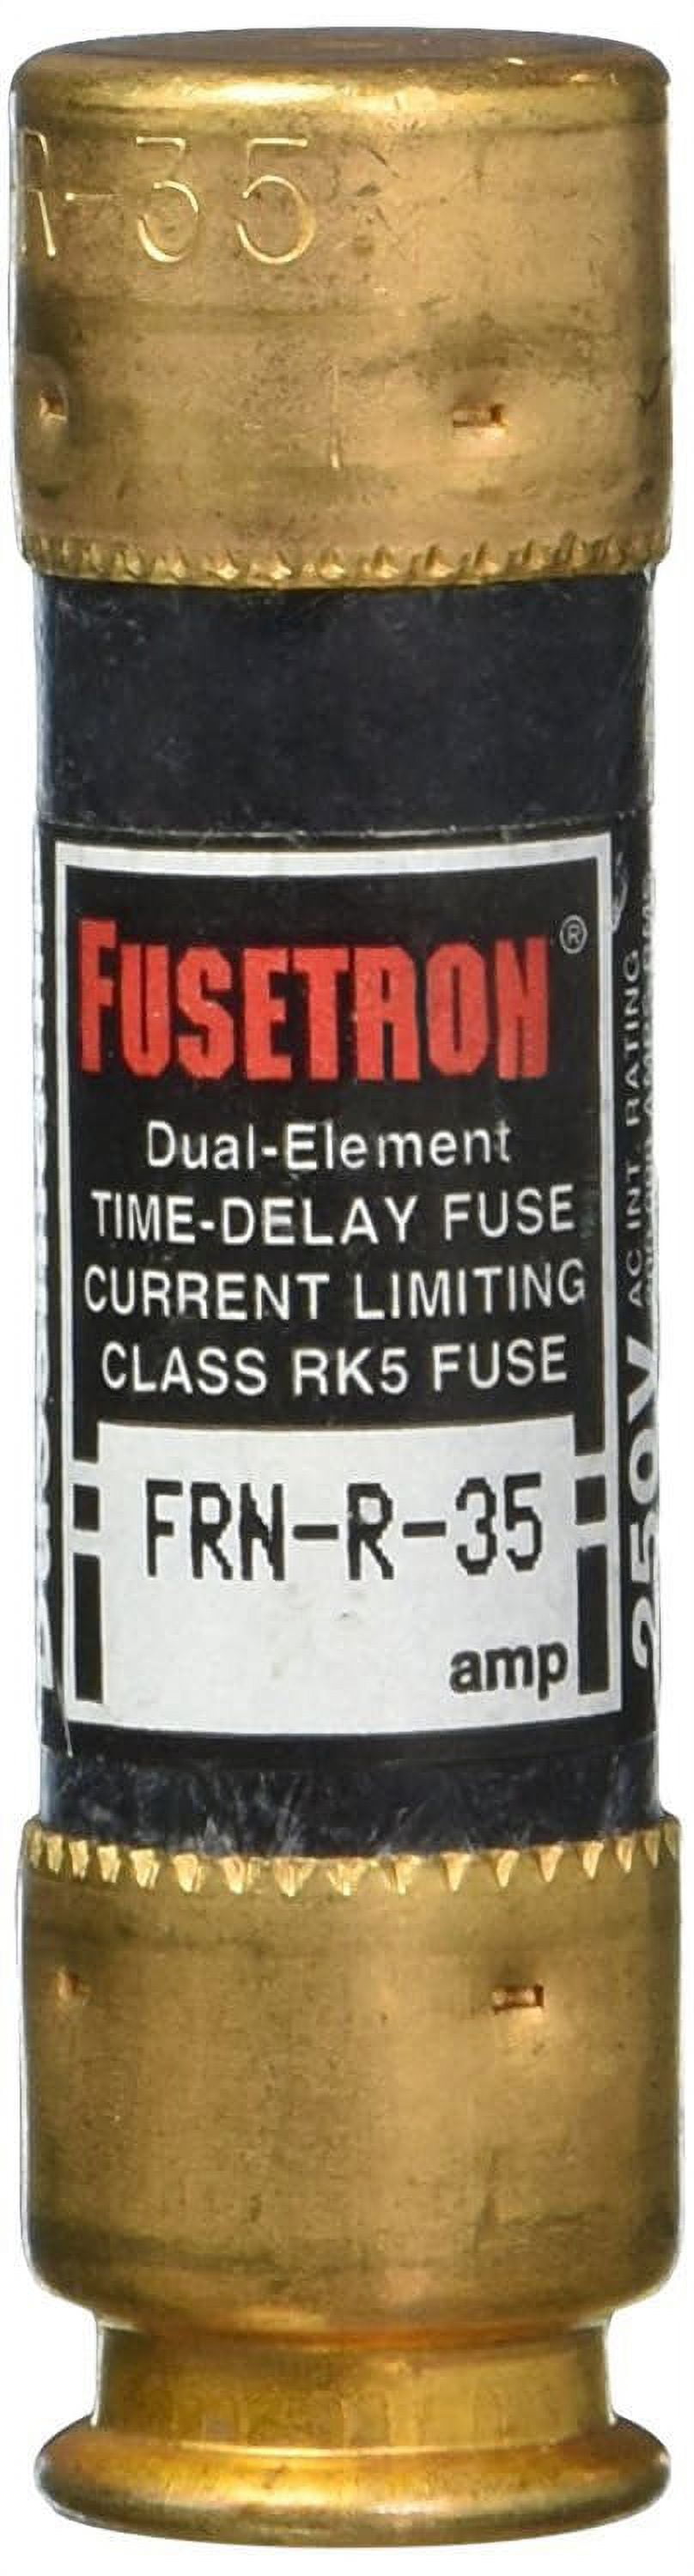 R-35
FUSETRON®
Dual-Element
TIME-DELAY FUSE
CURRENT LIMITING
CLASS RK5 FUSE
FRN-R-35
amp
250V
AC INT. RATING